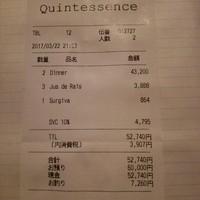 Quintessence
TBL 12 伝票 012727
人数 2
2017/03/22 21:13
数量 品名 金額
2 Dinner 43,200
3 Jus de Rais 3,888
1 Surgiva 864
SVC 10% 4,795
TTL 52,740円
(内消費税) 3,907円
合計 52,740円
お預り 60,000円
現金 52,740円
お釣り 7,260円